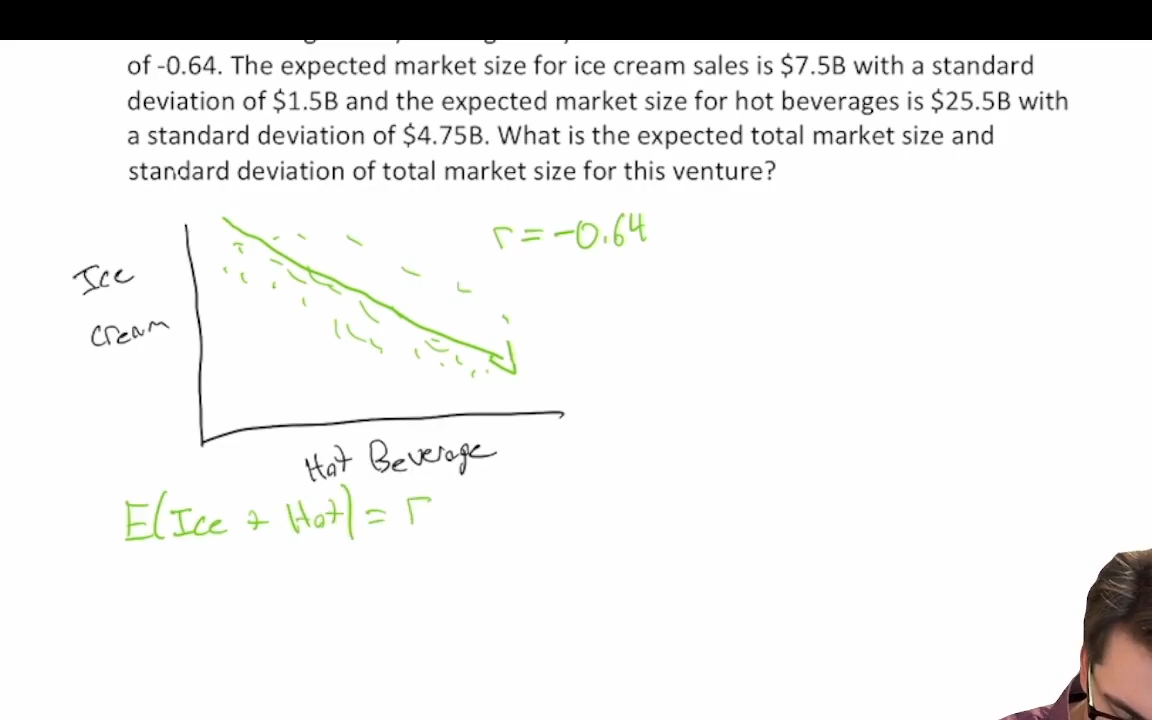 of -0.64. The expected market size for ice cream sales is $7.5B with a standard
deviation of $1.5B and the expected market size for hot beverages is $25.5B with
a standard deviation of $4.75B. What is the expected total market size and
standard deviation of total market size for this venture?
r = -0.64
Ice
Cream
Hot Beverage
E(Ice + Hot) = r